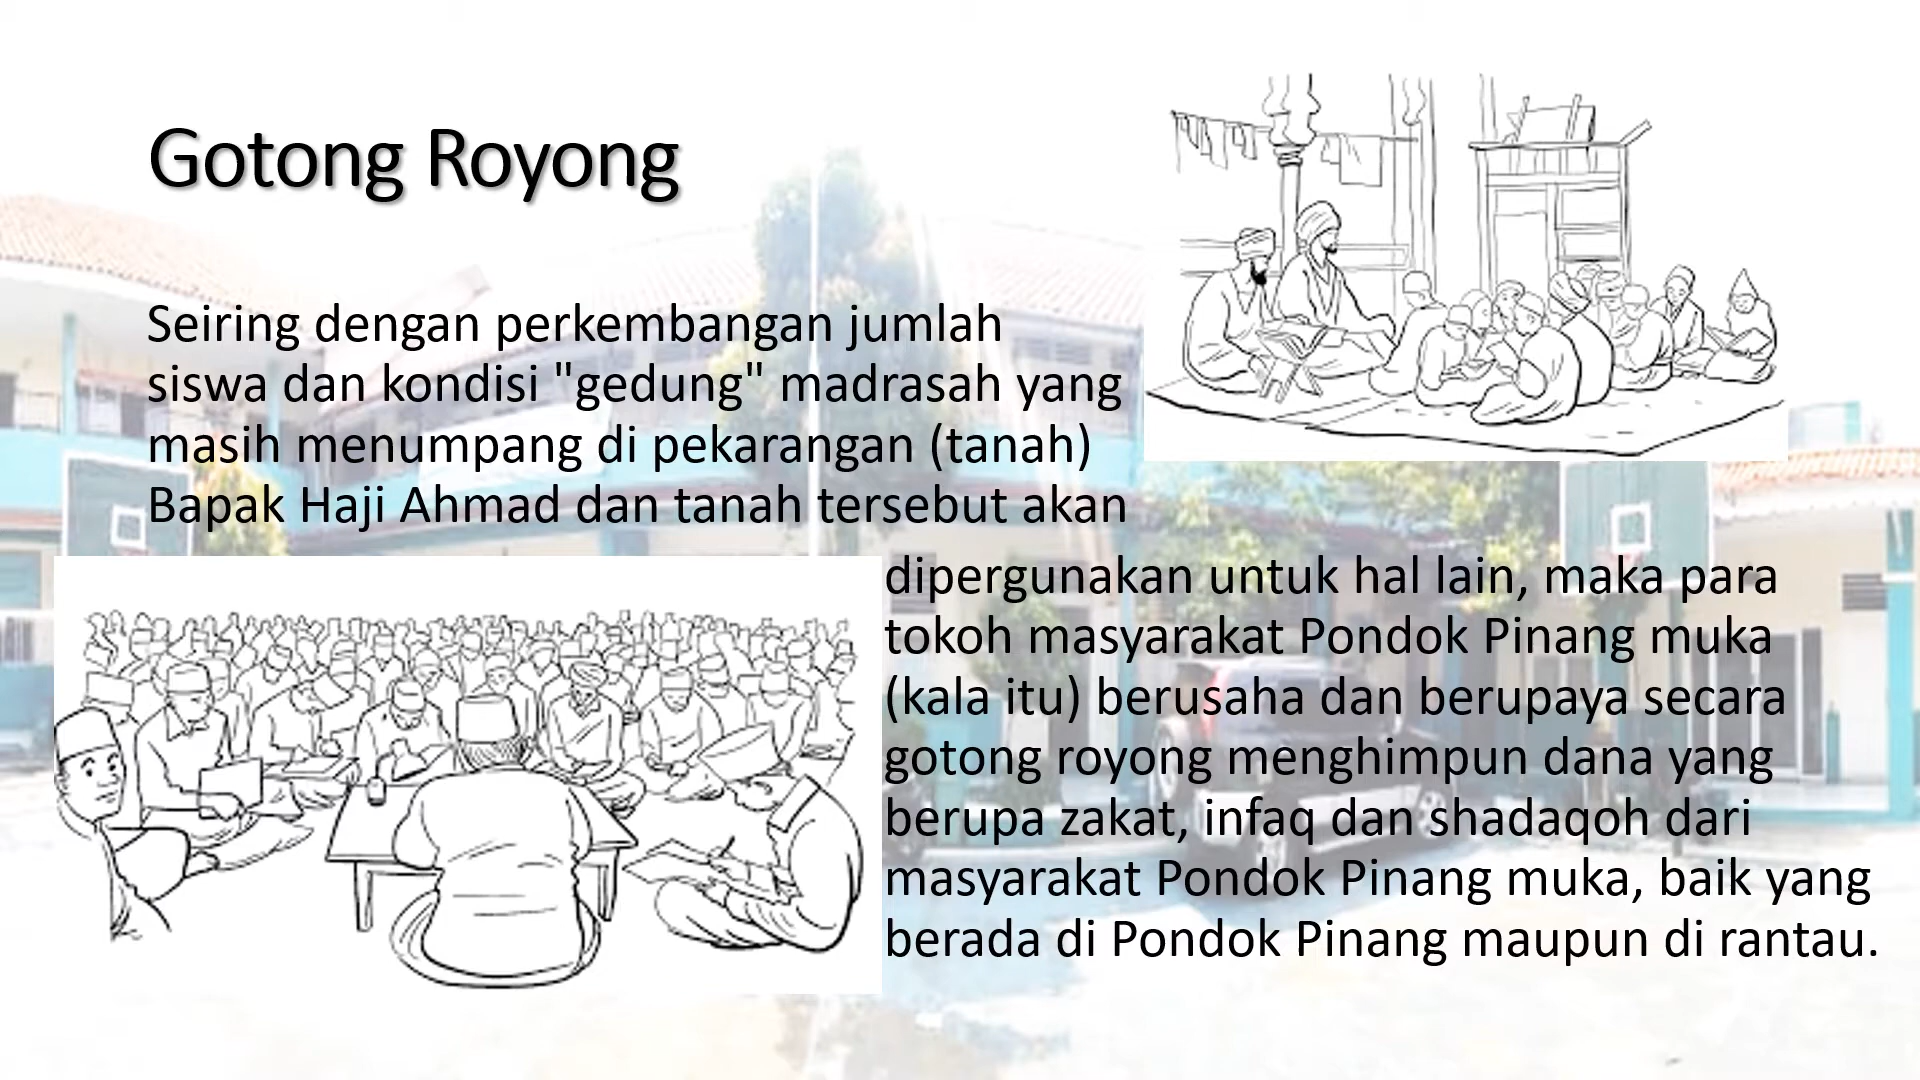 Gotong Royong
Seiring dengan perkembangan jumlah
siswa dan kondisi "gedung" madrasah yang
masih menumpang di pekarangan (tanah)
Bapak Haji Ahmad dan tanah tersebut akan
dipergunakan untuk hal lain, maka para
tokoh masyarakat Pondok Pinang muka
(kala itu) berusaha dan berupaya secara
gotong royong menghimpun dana yang
berupa zakat, infaq dan shadaqoh dari
masyarakat Pondok Pinang muka, baik yang
berada di Pondok Pinang maupun di rantau.